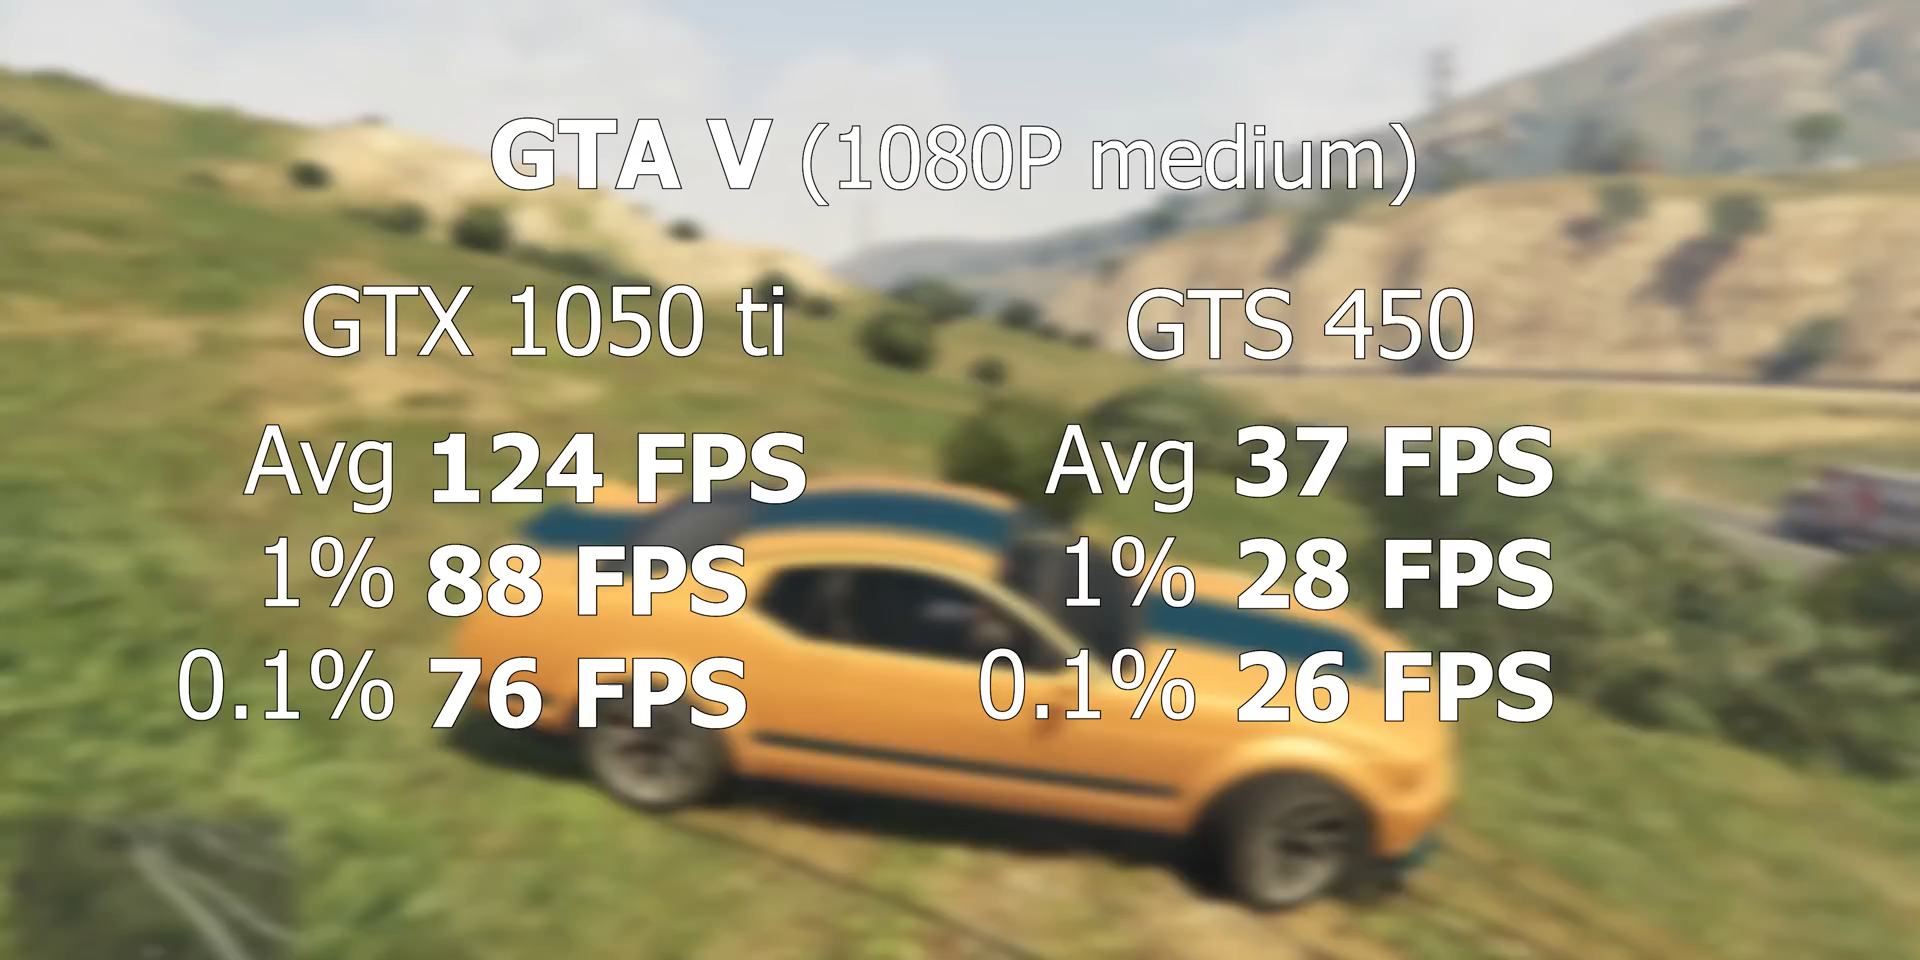 GTA V (1080P medium)
GTX 1050 ti
Avg 124 FPS
1% 88 FPS
0.1% 76 FPS
GTS 450
Avg 37 FPS
1% 28 FPS
0.1% 26 FPS